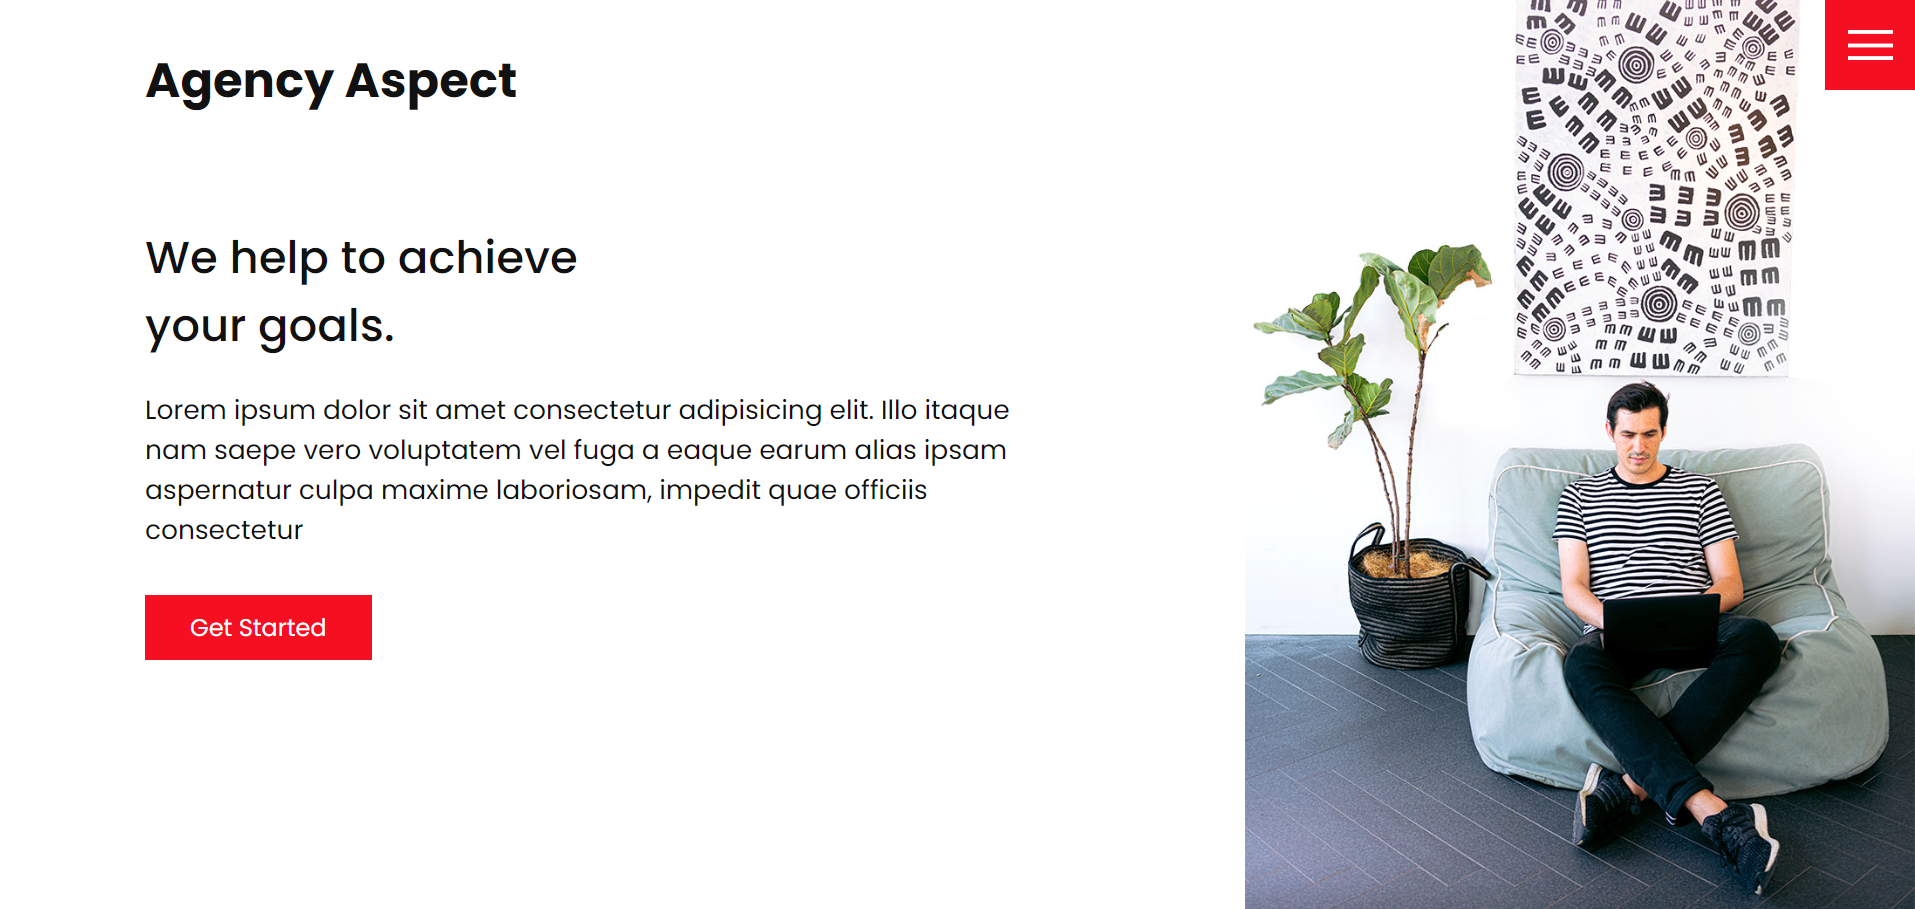 Agency Aspect
We help to achieve
your goals.
Lorem ipsum dolor sit amet consectetur adipisicing elit. Illo itaque
nam saepe vero voluptatem vel fuga a eaque earum alias ipsam
aspernatur culpa maxime laboriosam, impedit quae officiis
consectetur
Get Started